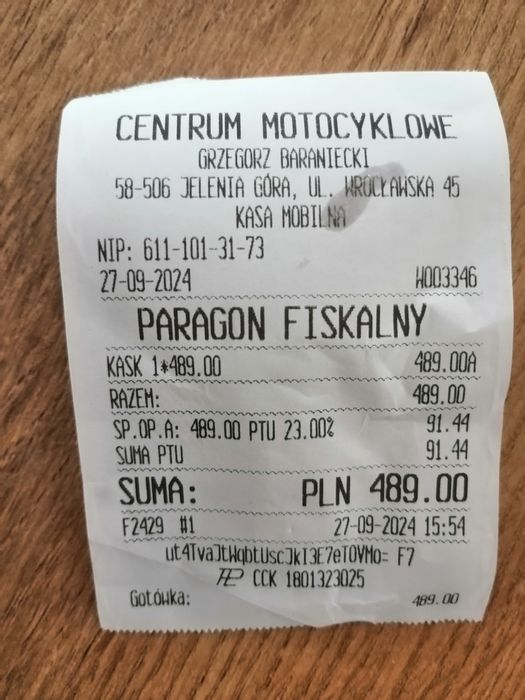 CENTRUM MOTOCYKLOWE
GRZEGORZ BARANIECKI
58-506 JELENIA GÓRA, UL. WROCŁAWSKA 45
KASA MOBILNA
NIP: 611-101-31-73
27-09-2024 W003346
PARAGON FISKALNY
KASK 1*489.00 489.00A
RAZEM: 489.00
SP.OP.A: 489.00 PTU 23.00% 91.44
SUMA PTU 91.44
SUMA: PLN 489.00
F2429 #1 27-09-2024 15:54
ut4TvaJtWqbtUscJkI3E7eTOVMo= F7
CCK 1801323025
Gotówka: 489.00